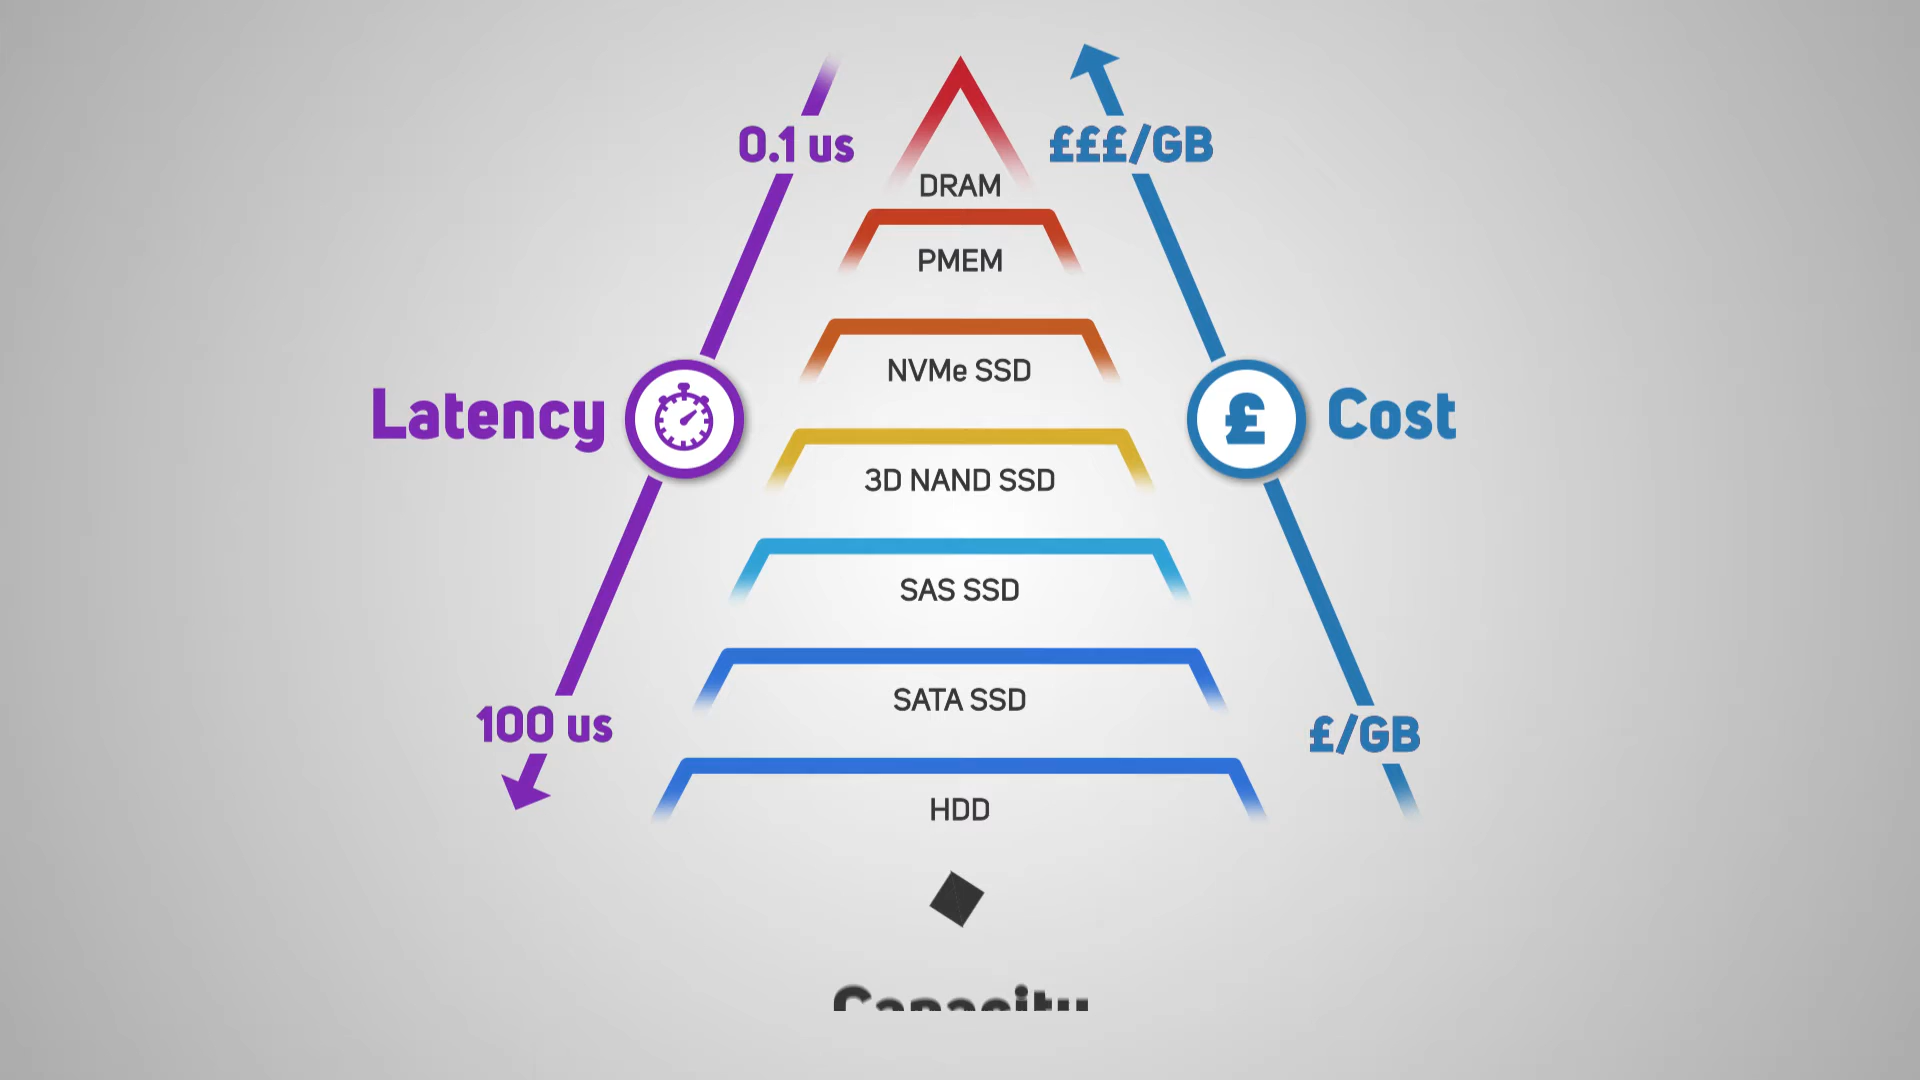 0.1 us
£££/GB
DRAM
PMEM
NVMe SSD
Latency
£
Cost
3D NAND SSD
SAS SSD
SATA SSD
100 us
£/GB
HDD
Capacity